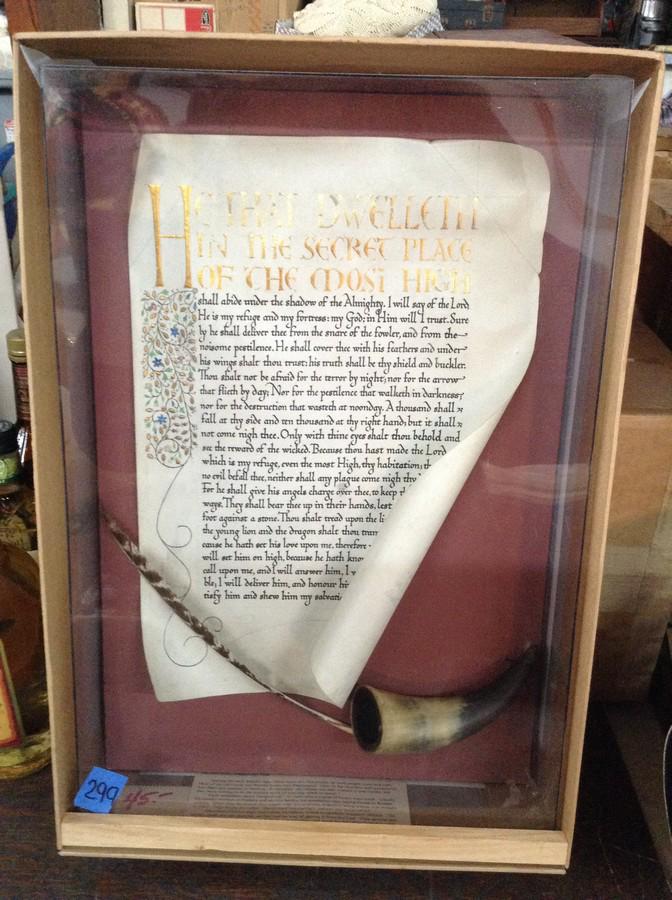 HE THAT DWELLETH
IN THE SECRET PLACE
OF THE MOST HIGH
shall abide under the shadow of the Almighty. I will say of the Lord
He is my refuge and my fortress: my God; in Him will I trust. Sure
ly he shall deliver thee from the snare of the fowler, and from the
noisome pestilence. He shall cover thee with his feathers and under
his wings shalt thou trust: his truth shall be thy shield and buckler.
Thou shalt not be afraid for the terror by night; nor for the arrow
that flieth by day; Nor for the pestilence that walketh in darkness;
nor for the destruction that wasteth at noonday. A thousand shall
fall at thy side and ten thousand at thy right hand; but it shall
not come nigh thee. Only with thine eyes shalt thou behold and
see the reward of the wicked. Because thou hast made the Lord
which is my refuge, even the most High, thy habitation; th
no evil befall thee, neither shall any plague come nigh thy
For he shall give his angels charge over thee, to keep t
ways. They shall bear thee up in their hands, lest
foot against a stone. Thou shalt tread upon the li
the young lion and the dragon shalt thou tram
cause he hath set his love upon me, therefore
will set him on high, because he hath kno
call upon me, and I will answer him, I w
ble; I will deliver him, and honour hi
tisfy him and shew him my salvati
299 45.-